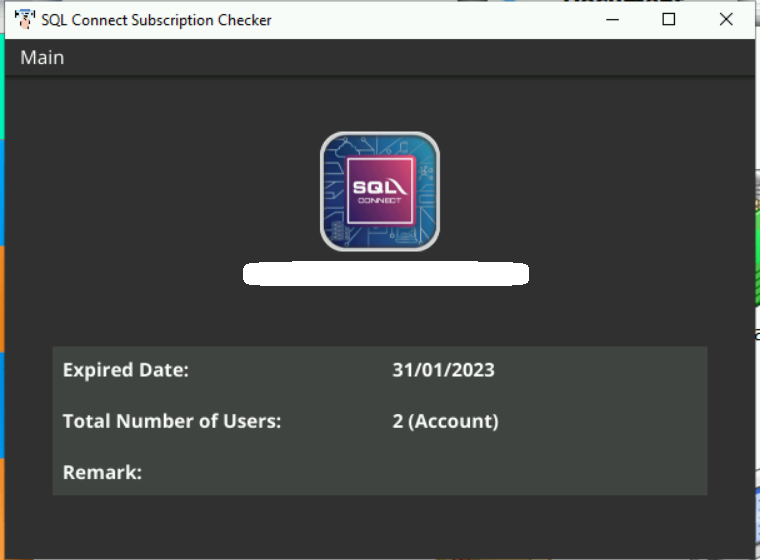 SQL Connect Subscription Checker
Main
SQL
CONNECT
Expired Date: 31/01/2023
Total Number of Users: 2 (Account)
Remark: